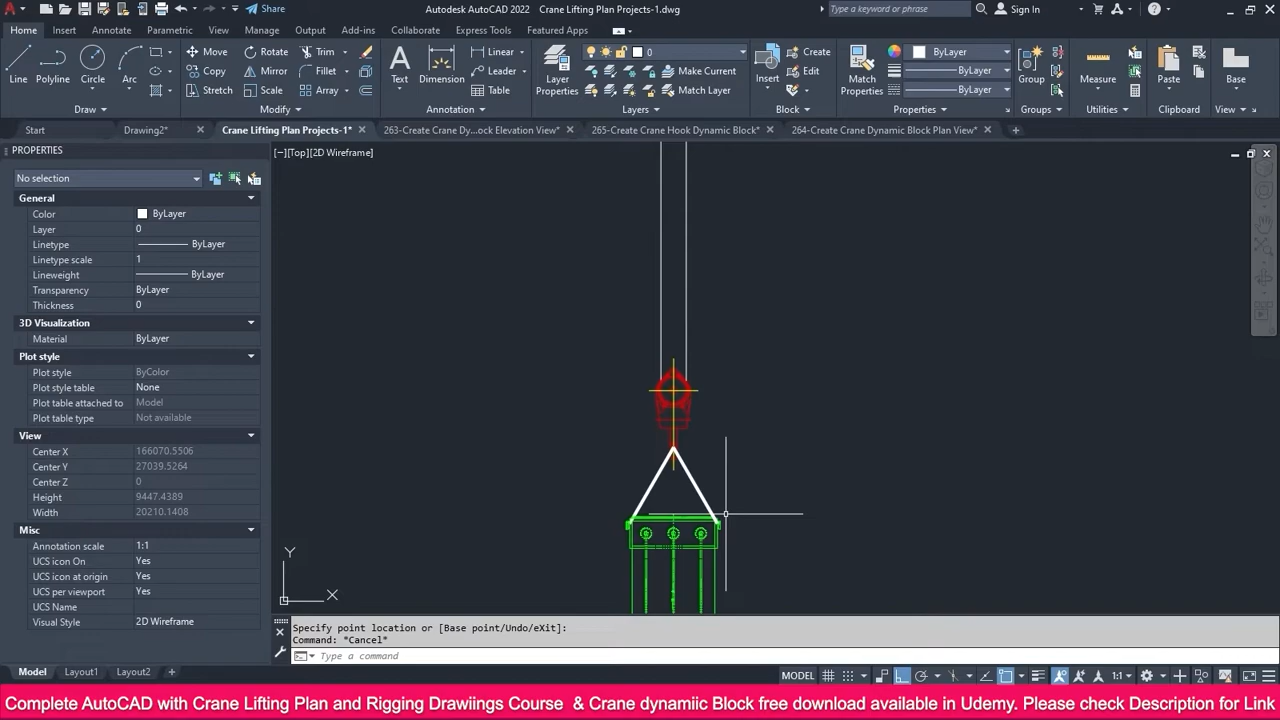 Share
Autodesk AutoCAD 2022 Crane Lifting Plan Projects-1.dwg
Type a keyword or phrase
Sign In
Home Insert Annotate Parametric View Manage Output Add-ins Collaborate Express Tools Featured Apps
Line Polyline Circle Arc
Move Rotate Trim
Copy Mirror Fillet
Stretch Scale Array
Text Dimension
Linear
Leader
Table
Layer
Properties
0
Make Current
Match Layer
Insert
Create
Edit
Match
Properties
ByLayer
ByLayer
ByLayer
Group
Measure
Paste
Base
Draw Modify Annotation Layers Block Properties Groups Utilities Clipboard View
Start Drawing2* Crane Lifting Plan Projects-1* 263-Create Crane Dy...ock Elevation View* 265-Create Crane Hook Dynamic Block* 264-Create Crane Dynamic Block Plan View*
PROPERTIES
[−][Top][2D Wireframe]
No selection
General
Color ByLayer
Layer 0
Linetype ByLayer
Linetype scale 1
Lineweight ByLayer
Transparency ByLayer
Thickness 0
3D Visualization
Material ByLayer
Plot style
Plot style ByColor
Plot style table None
Plot table attached to Model
Plot table type Not available
View
Center X 166070.5506
Center Y 27039.5264
Center Z 0
Height 9447.4389
Width 20210.1408
Misc
Annotation scale 1:1
UCS icon On Yes
UCS icon at origin Yes
UCS per viewport Yes
UCS Name
Visual Style 2D Wireframe
Y
X
Specify point location or [Base point/Undo/eXit]:
Command: *Cancel*
Type a command
Model Layout1 Layout2 +
MODEL 1:1
Complete AutoCAD with Crane Lifting Plan and Rigging Drawiings Course & Crane dynamiic Block free download available in Udemy. Please check Description for Link